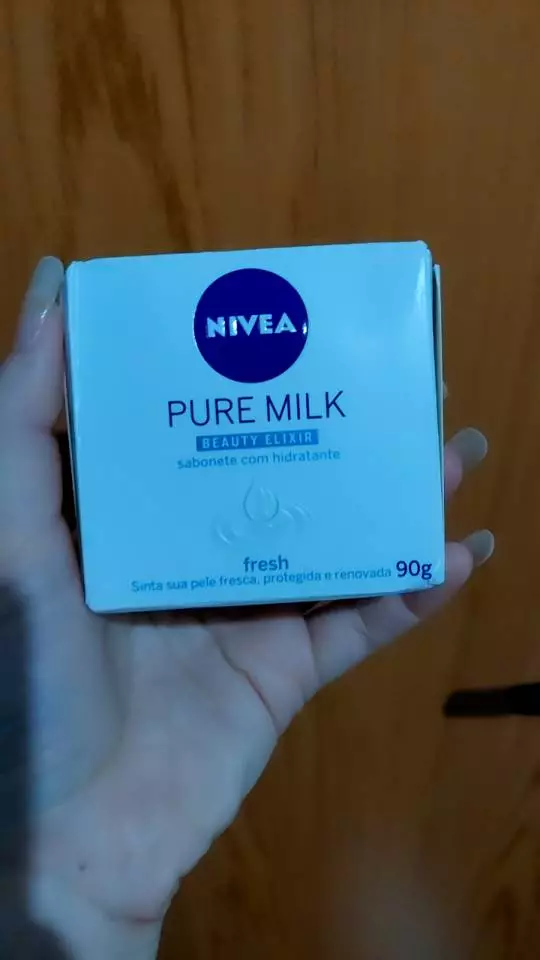 NIVEA
PURE MILK
BEAUTY ELIXIR
sabonete com hidratante
fresh
Sinta sua pele fresca, protegida e renovada 90g